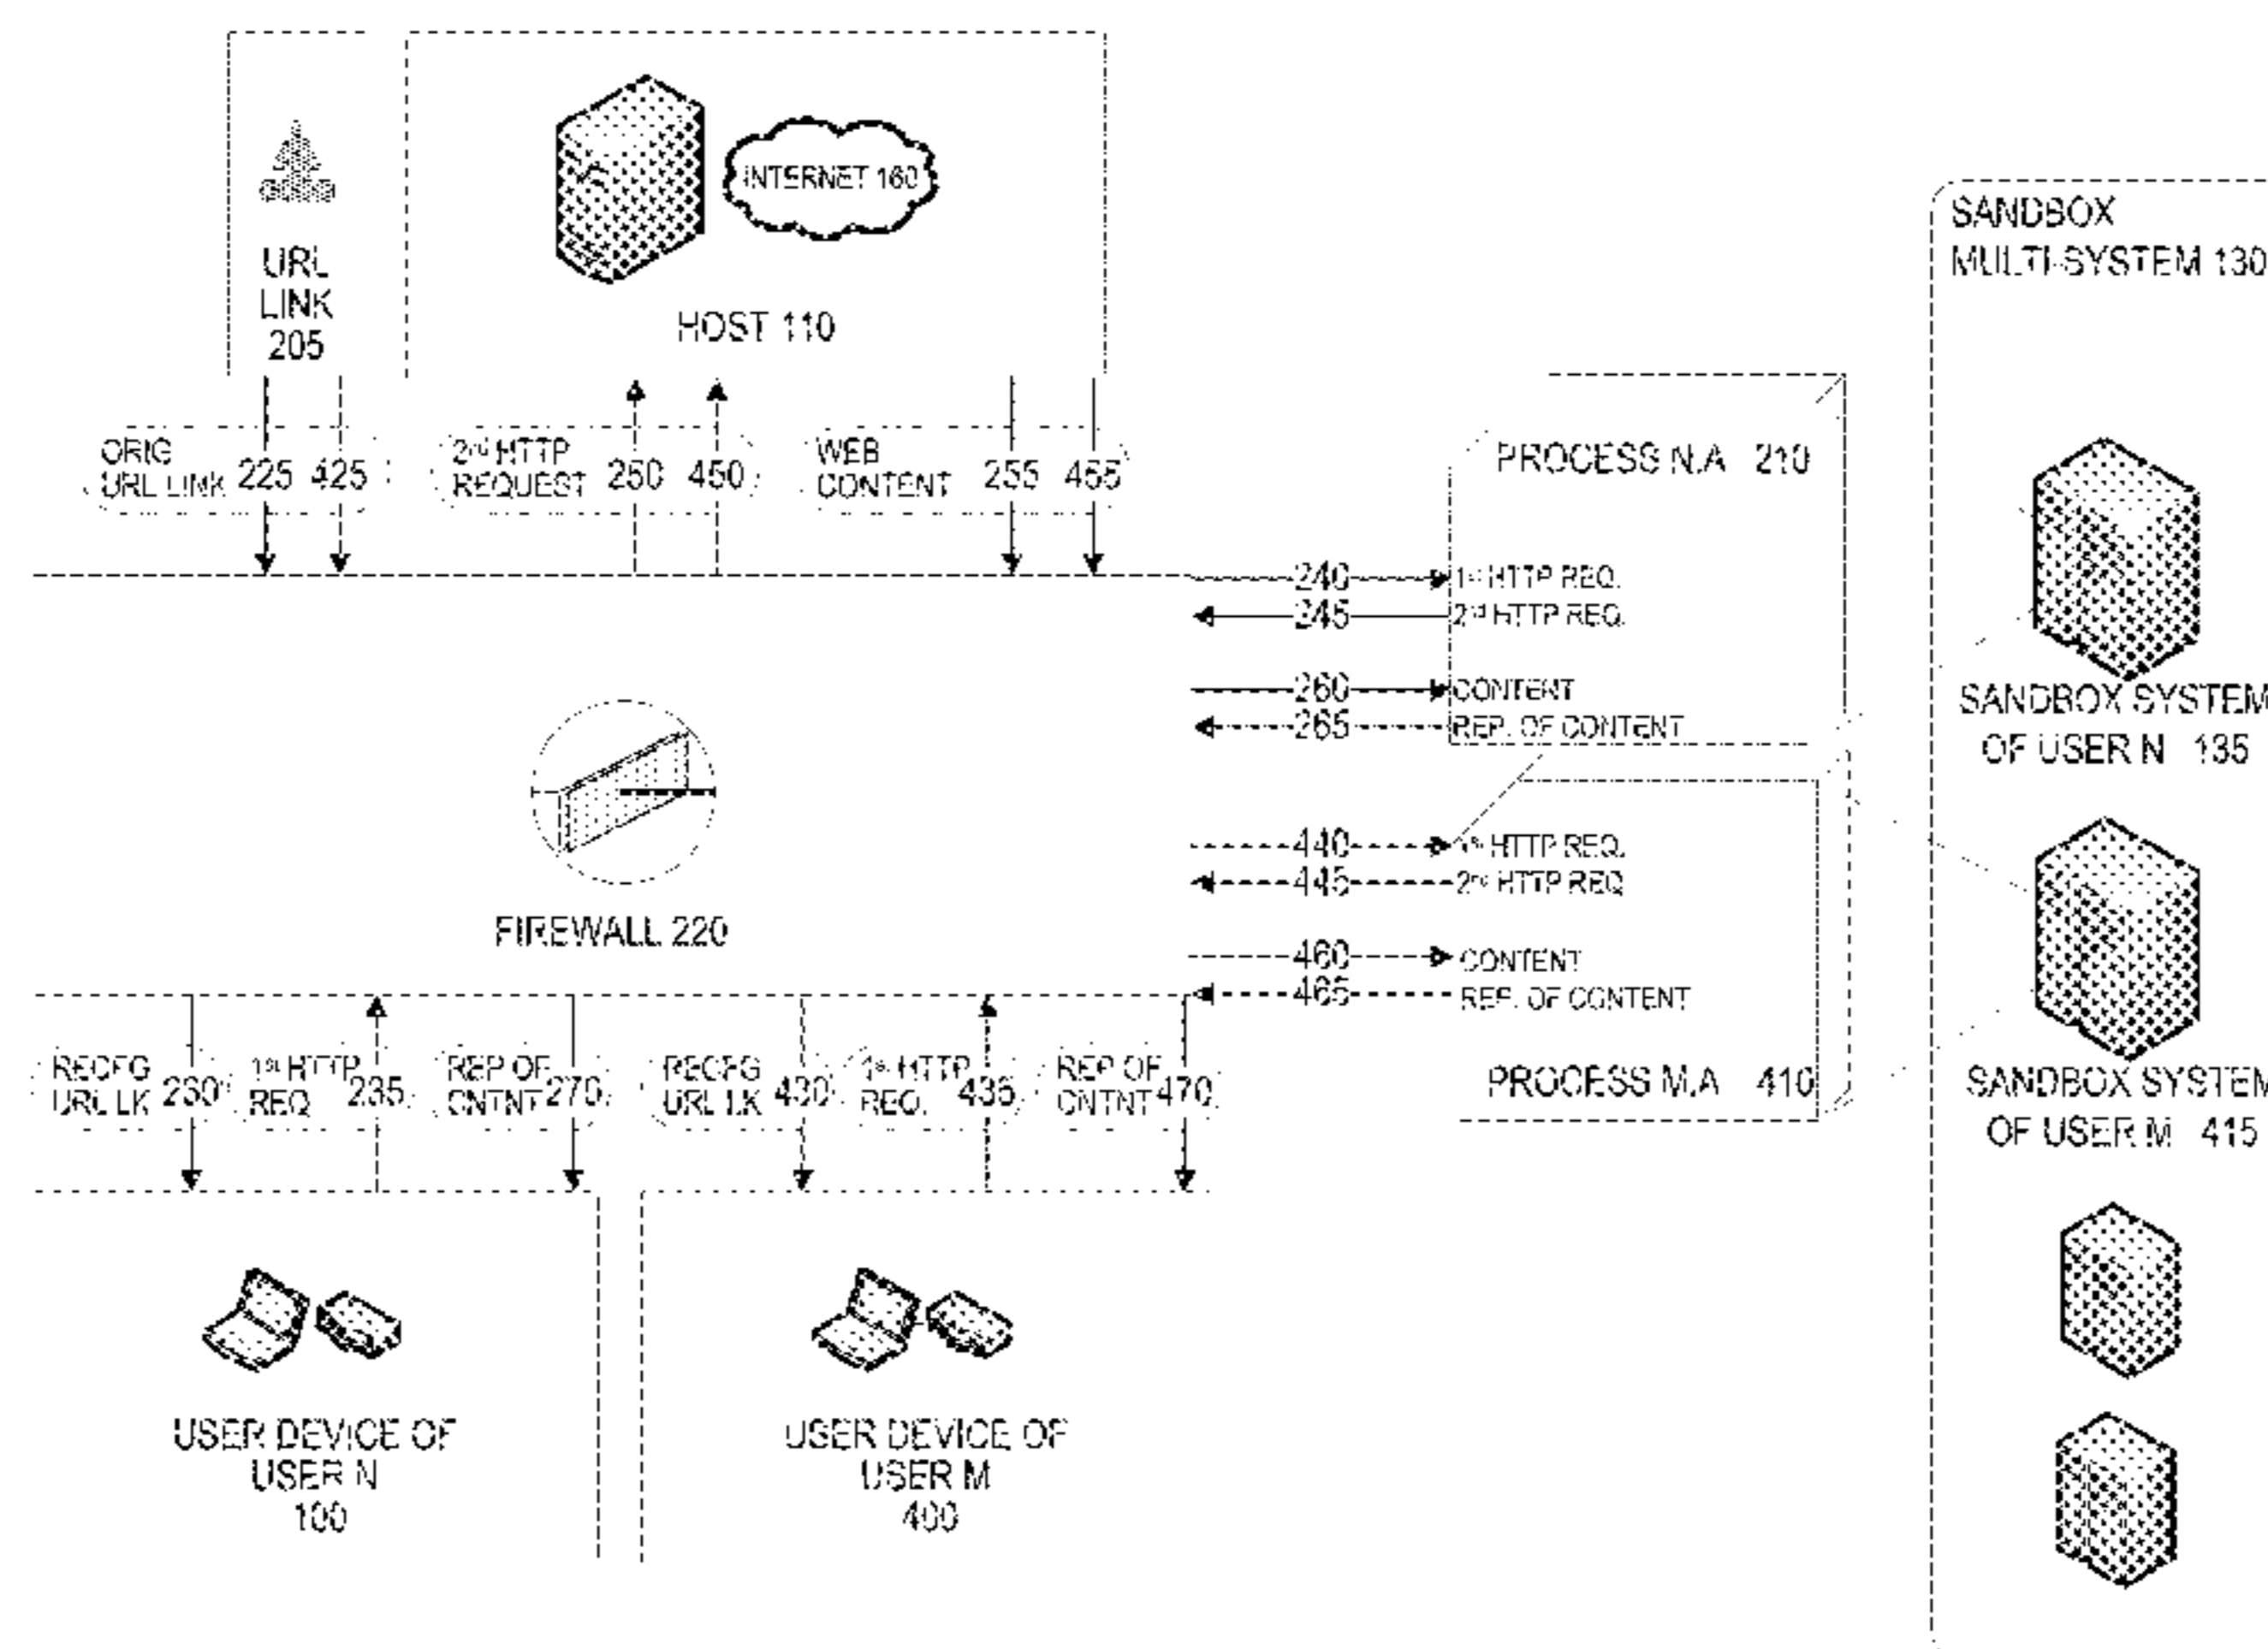 URL
LINK
205
INTERNET 160
HOST 110
SANDBOX
MULTI-SYSTEM 130
ORIG
URL LINK 225 425
2nd HTTP
REQUEST 250 450
WEB
CONTENT 255 455
PROCESS N.A 210
240 1st HTTP REQ.
245 2nd HTTP REQ.
260 CONTENT
265 REP. OF CONTENT
SANDBOX SYSTEM
OF USER N 135
FIREWALL 220
440 1st HTTP REQ.
445 2nd HTTP REQ
460 CONTENT
465 REP. OF CONTENT
PROCESS M.A 410
SANDBOX SYSTEM
OF USER M 415
RECFG
URL LK 230
1st HTTP
REQ 235
REP OF
CNTNT 270
RECFG
URL LK 430
1st HTTP
REQ. 435
REP OF
CNTNT 470
USER DEVICE OF
USER N
100
USER DEVICE OF
USER M
400